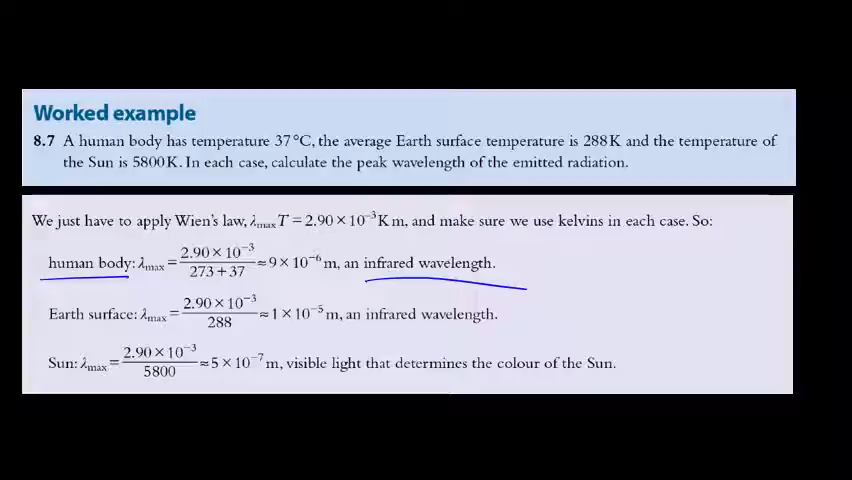 Worked example
8.7 A human body has temperature 37°C, the average Earth surface temperature is 288K and the temperature of
the Sun is 5800K. In each case, calculate the peak wavelength of the emitted radiation.
We just have to apply Wien's law, λmax T = 2.90 × 10⁻³ K m, and make sure we use kelvins in each case. So:
human body: λmax = 2.90 × 10⁻³ / 273 + 37 ≈ 9 × 10⁻⁶ m, an infrared wavelength.
Earth surface: λmax = 2.90 × 10⁻³ / 288 ≈ 1 × 10⁻⁵ m, an infrared wavelength.
Sun: λmax = 2.90 × 10⁻³ / 5800 ≈ 5 × 10⁻⁷ m, visible light that determines the colour of the Sun.